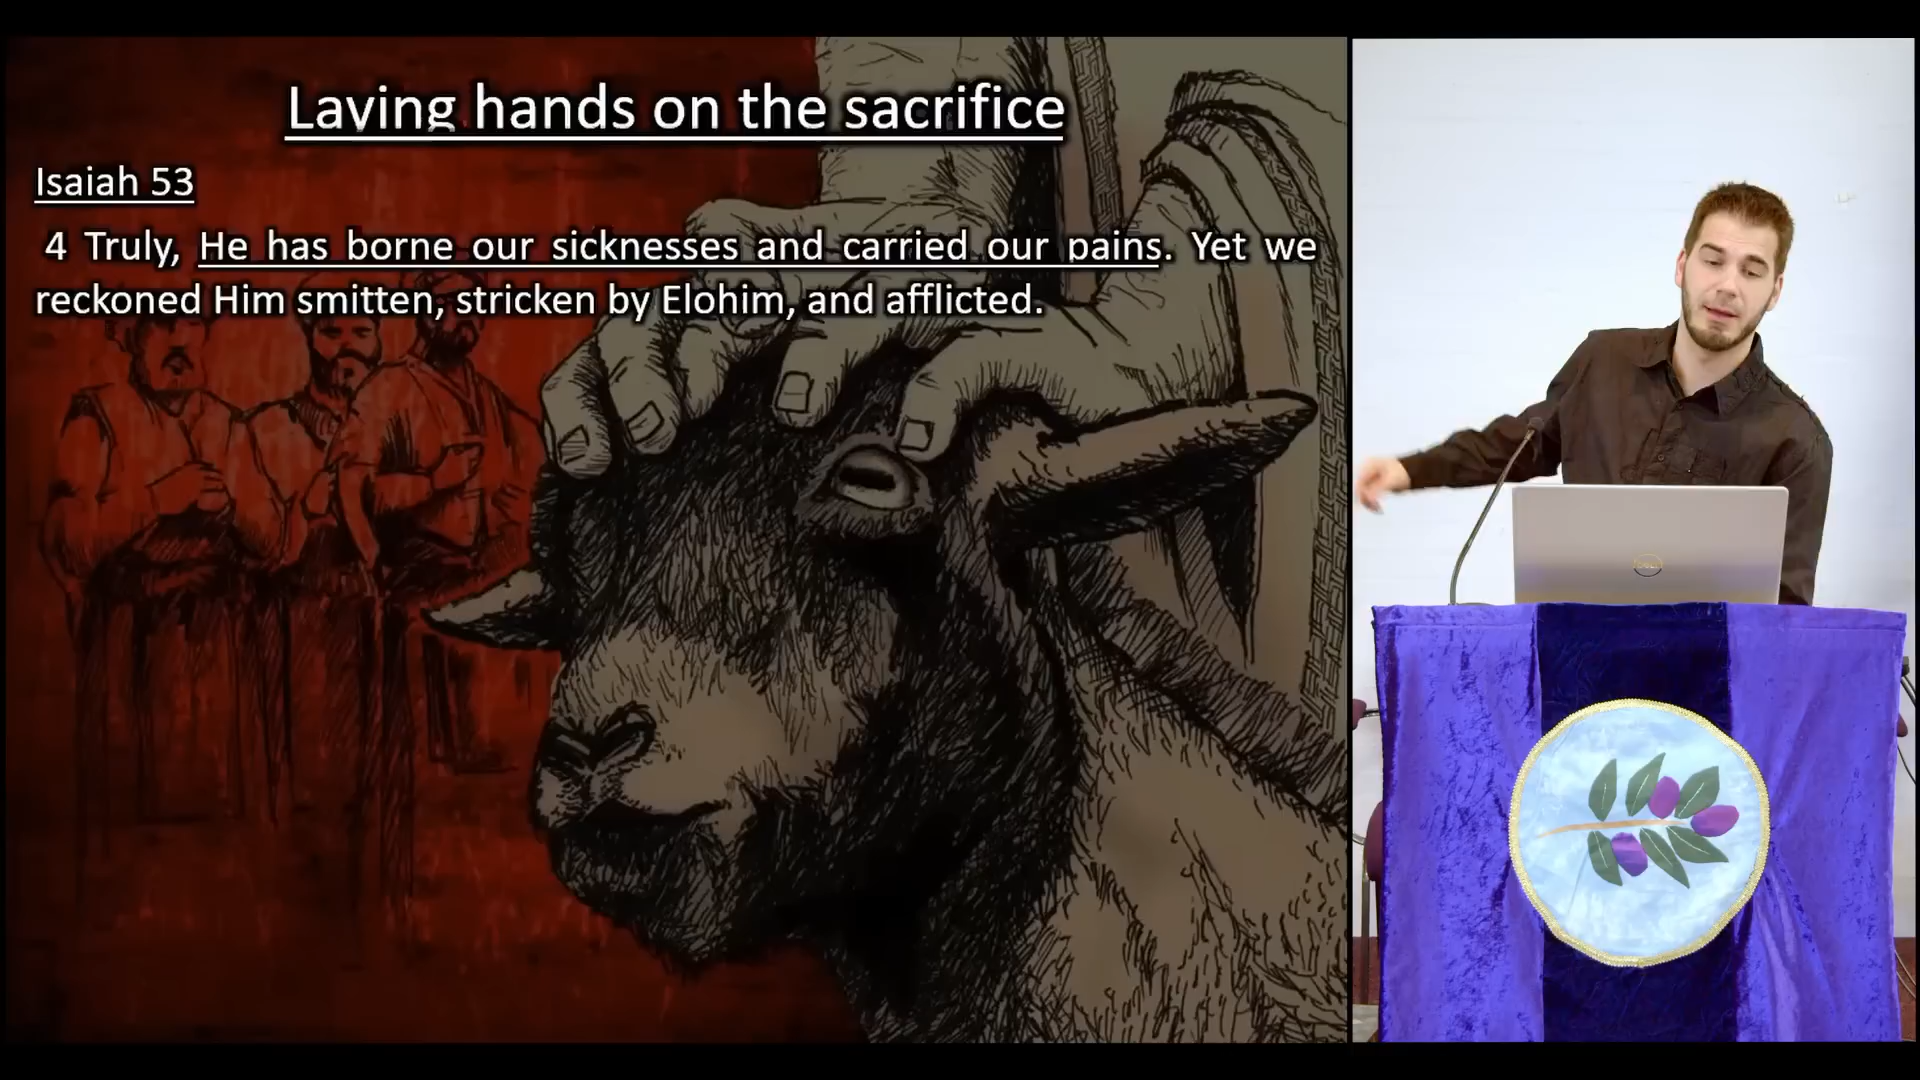 Laying hands on the sacrifice
Isaiah 53
4 Truly, He has borne our sicknesses and carried our pains. Yet we
reckoned Him smitten, stricken by Elohim, and afflicted.